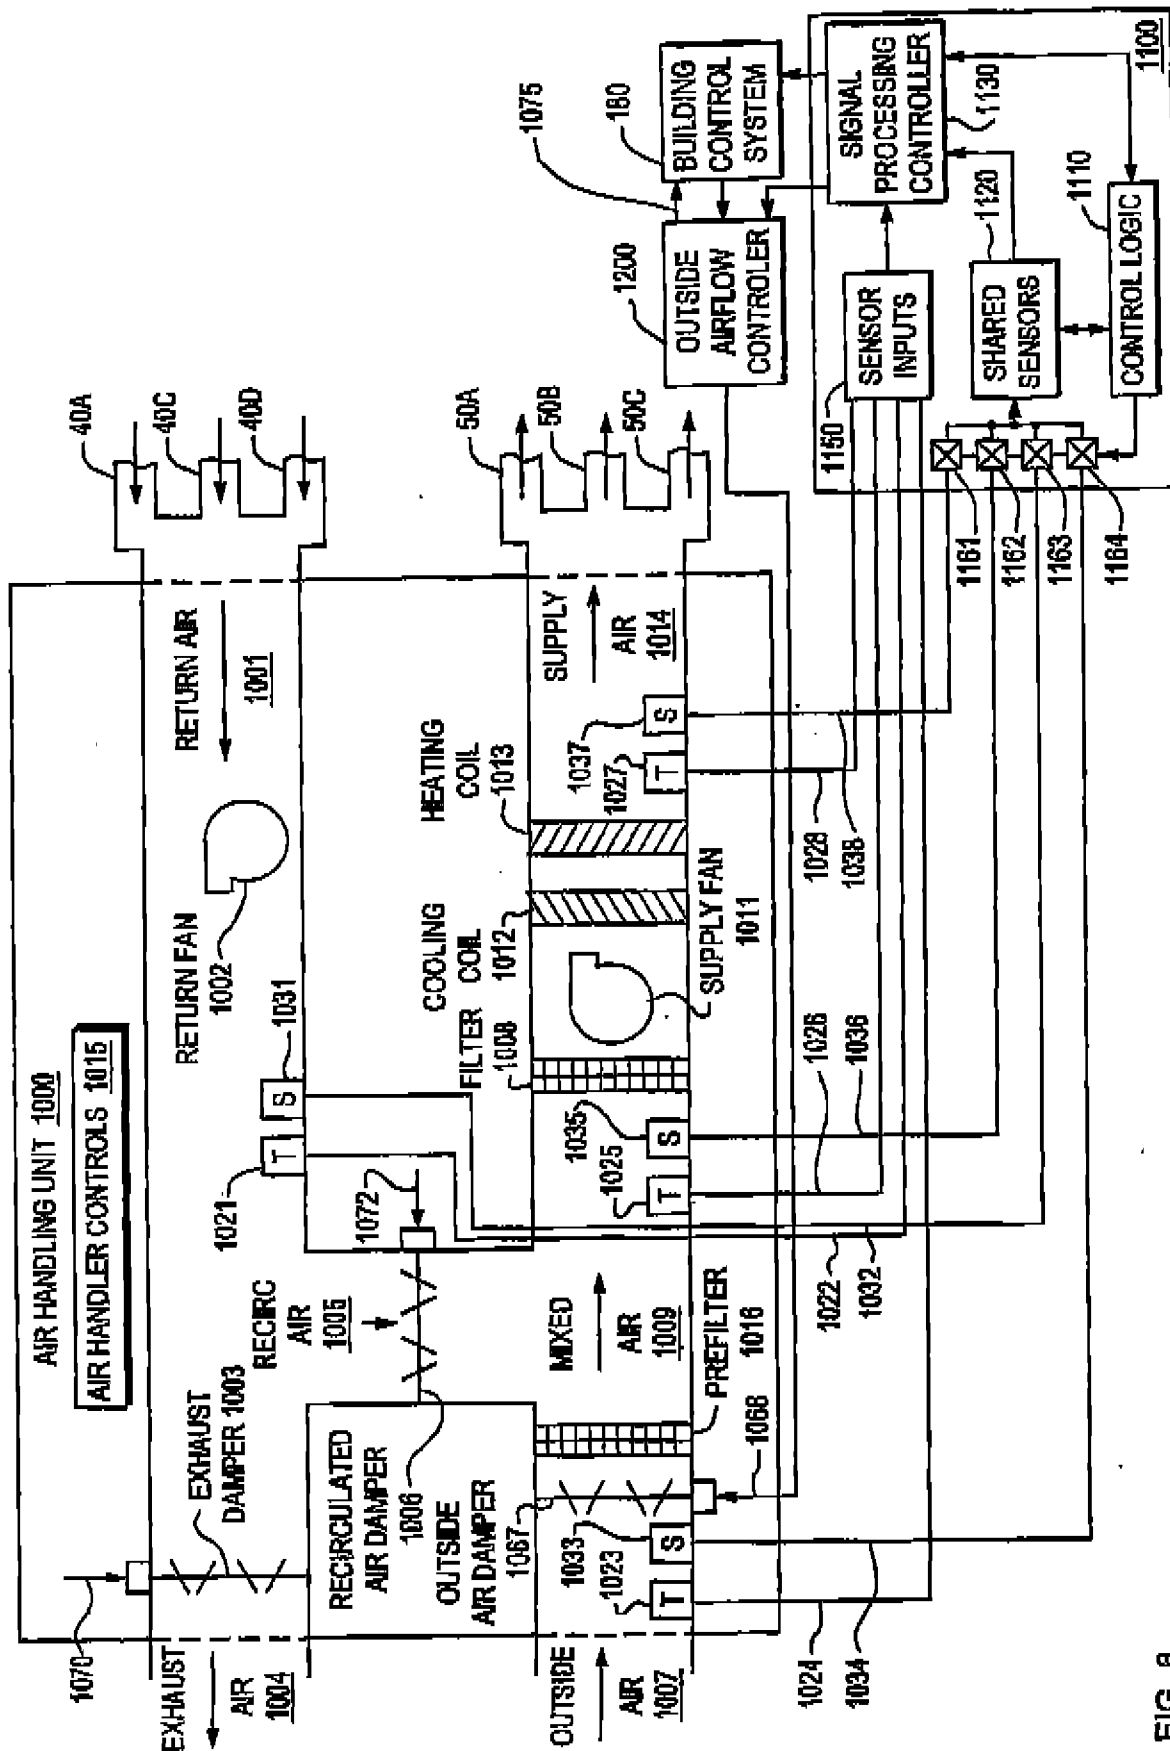 AIR HANDLING UNIT 1000
AIR HANDLER CONTROLS 1015
1070
EXHAUST
AIR
1004
EXHAUST
DAMPER 1003
RETURN FAN
1002
RETURN AIR
1001
40A
40C
40D
1021
T
S
1031
RECIRC
AIR
1005
1072
RECIRCULATED
AIR DAMPER
1006
OUTSIDE
AIR DAMPER
1067
1033
1023
T
S
OUTSIDE
AIR
1007
MIXED
AIR
1009
PREFILTER
1016
1068
1035
1025
T
S
FILTER
1008
COOLING
COIL
1012
SUPPLY FAN
1011
HEATING
COIL
1013
1037
1027
T
S
SUPPLY
AIR
1014
50A
50B
50C
1024
1034
1022
1032
1026
1036
1028
1038
1200
OUTSIDE
AIRFLOW
CONTROLER
1075
180
BUILDING
CONTROL
SYSTEM
1150
SENSOR
INPUTS
SIGNAL
PROCESSING
CONTROLLER
1130
1120
SHARED
SENSORS
1110
CONTROL LOGIC
1100
1161
1162
1163
1164
FIG. 8